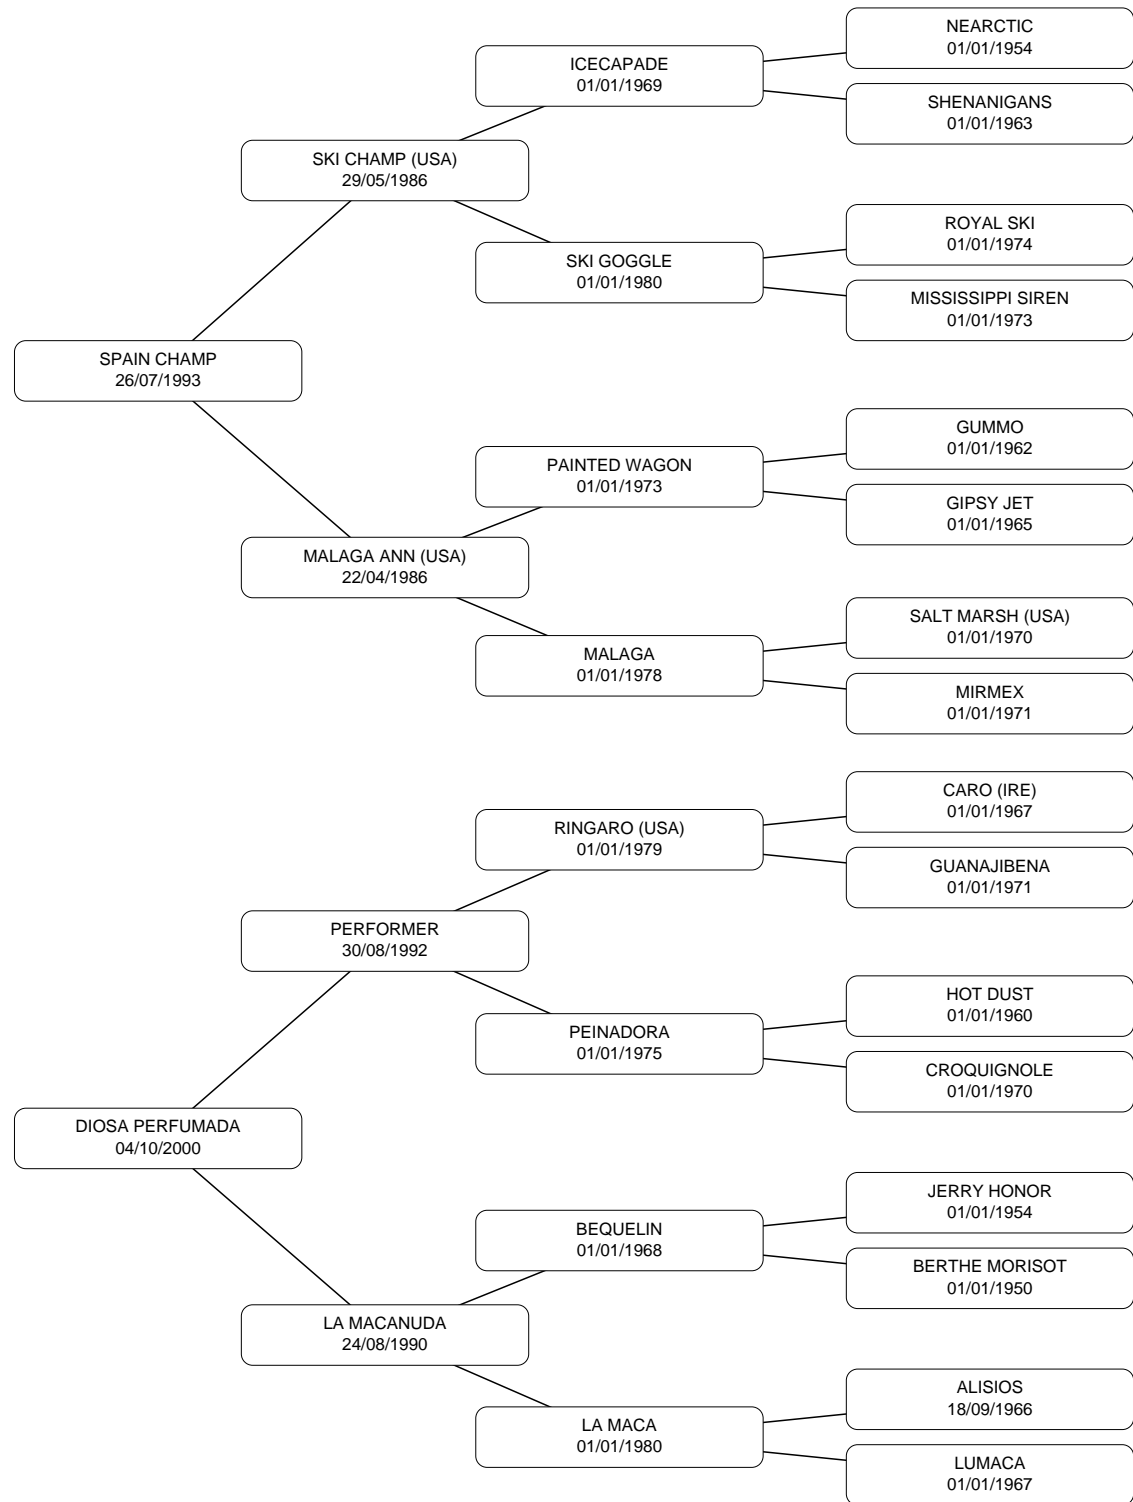 NEARCTIC
01/01/1954
ICECAPADE
01/01/1969
SHENANIGANS
01/01/1963
SKI CHAMP (USA)
29/05/1986
ROYAL SKI
01/01/1974
SKI GOGGLE
01/01/1980
MISSISSIPPI SIREN
01/01/1973
SPAIN CHAMP
26/07/1993
GUMMO
01/01/1962
PAINTED WAGON
01/01/1973
GIPSY JET
01/01/1965
MALAGA ANN (USA)
22/04/1986
SALT MARSH (USA)
01/01/1970
MALAGA
01/01/1978
MIRMEX
01/01/1971
CARO (IRE)
01/01/1967
RINGARO (USA)
01/01/1979
GUANAJIBENA
01/01/1971
PERFORMER
30/08/1992
HOT DUST
01/01/1960
PEINADORA
01/01/1975
CROQUIGNOLE
01/01/1970
DIOSA PERFUMADA
04/10/2000
JERRY HONOR
01/01/1954
BEQUELIN
01/01/1968
BERTHE MORISOT
01/01/1950
LA MACANUDA
24/08/1990
ALISIOS
18/09/1966
LA MACA
01/01/1980
LUMACA
01/01/1967